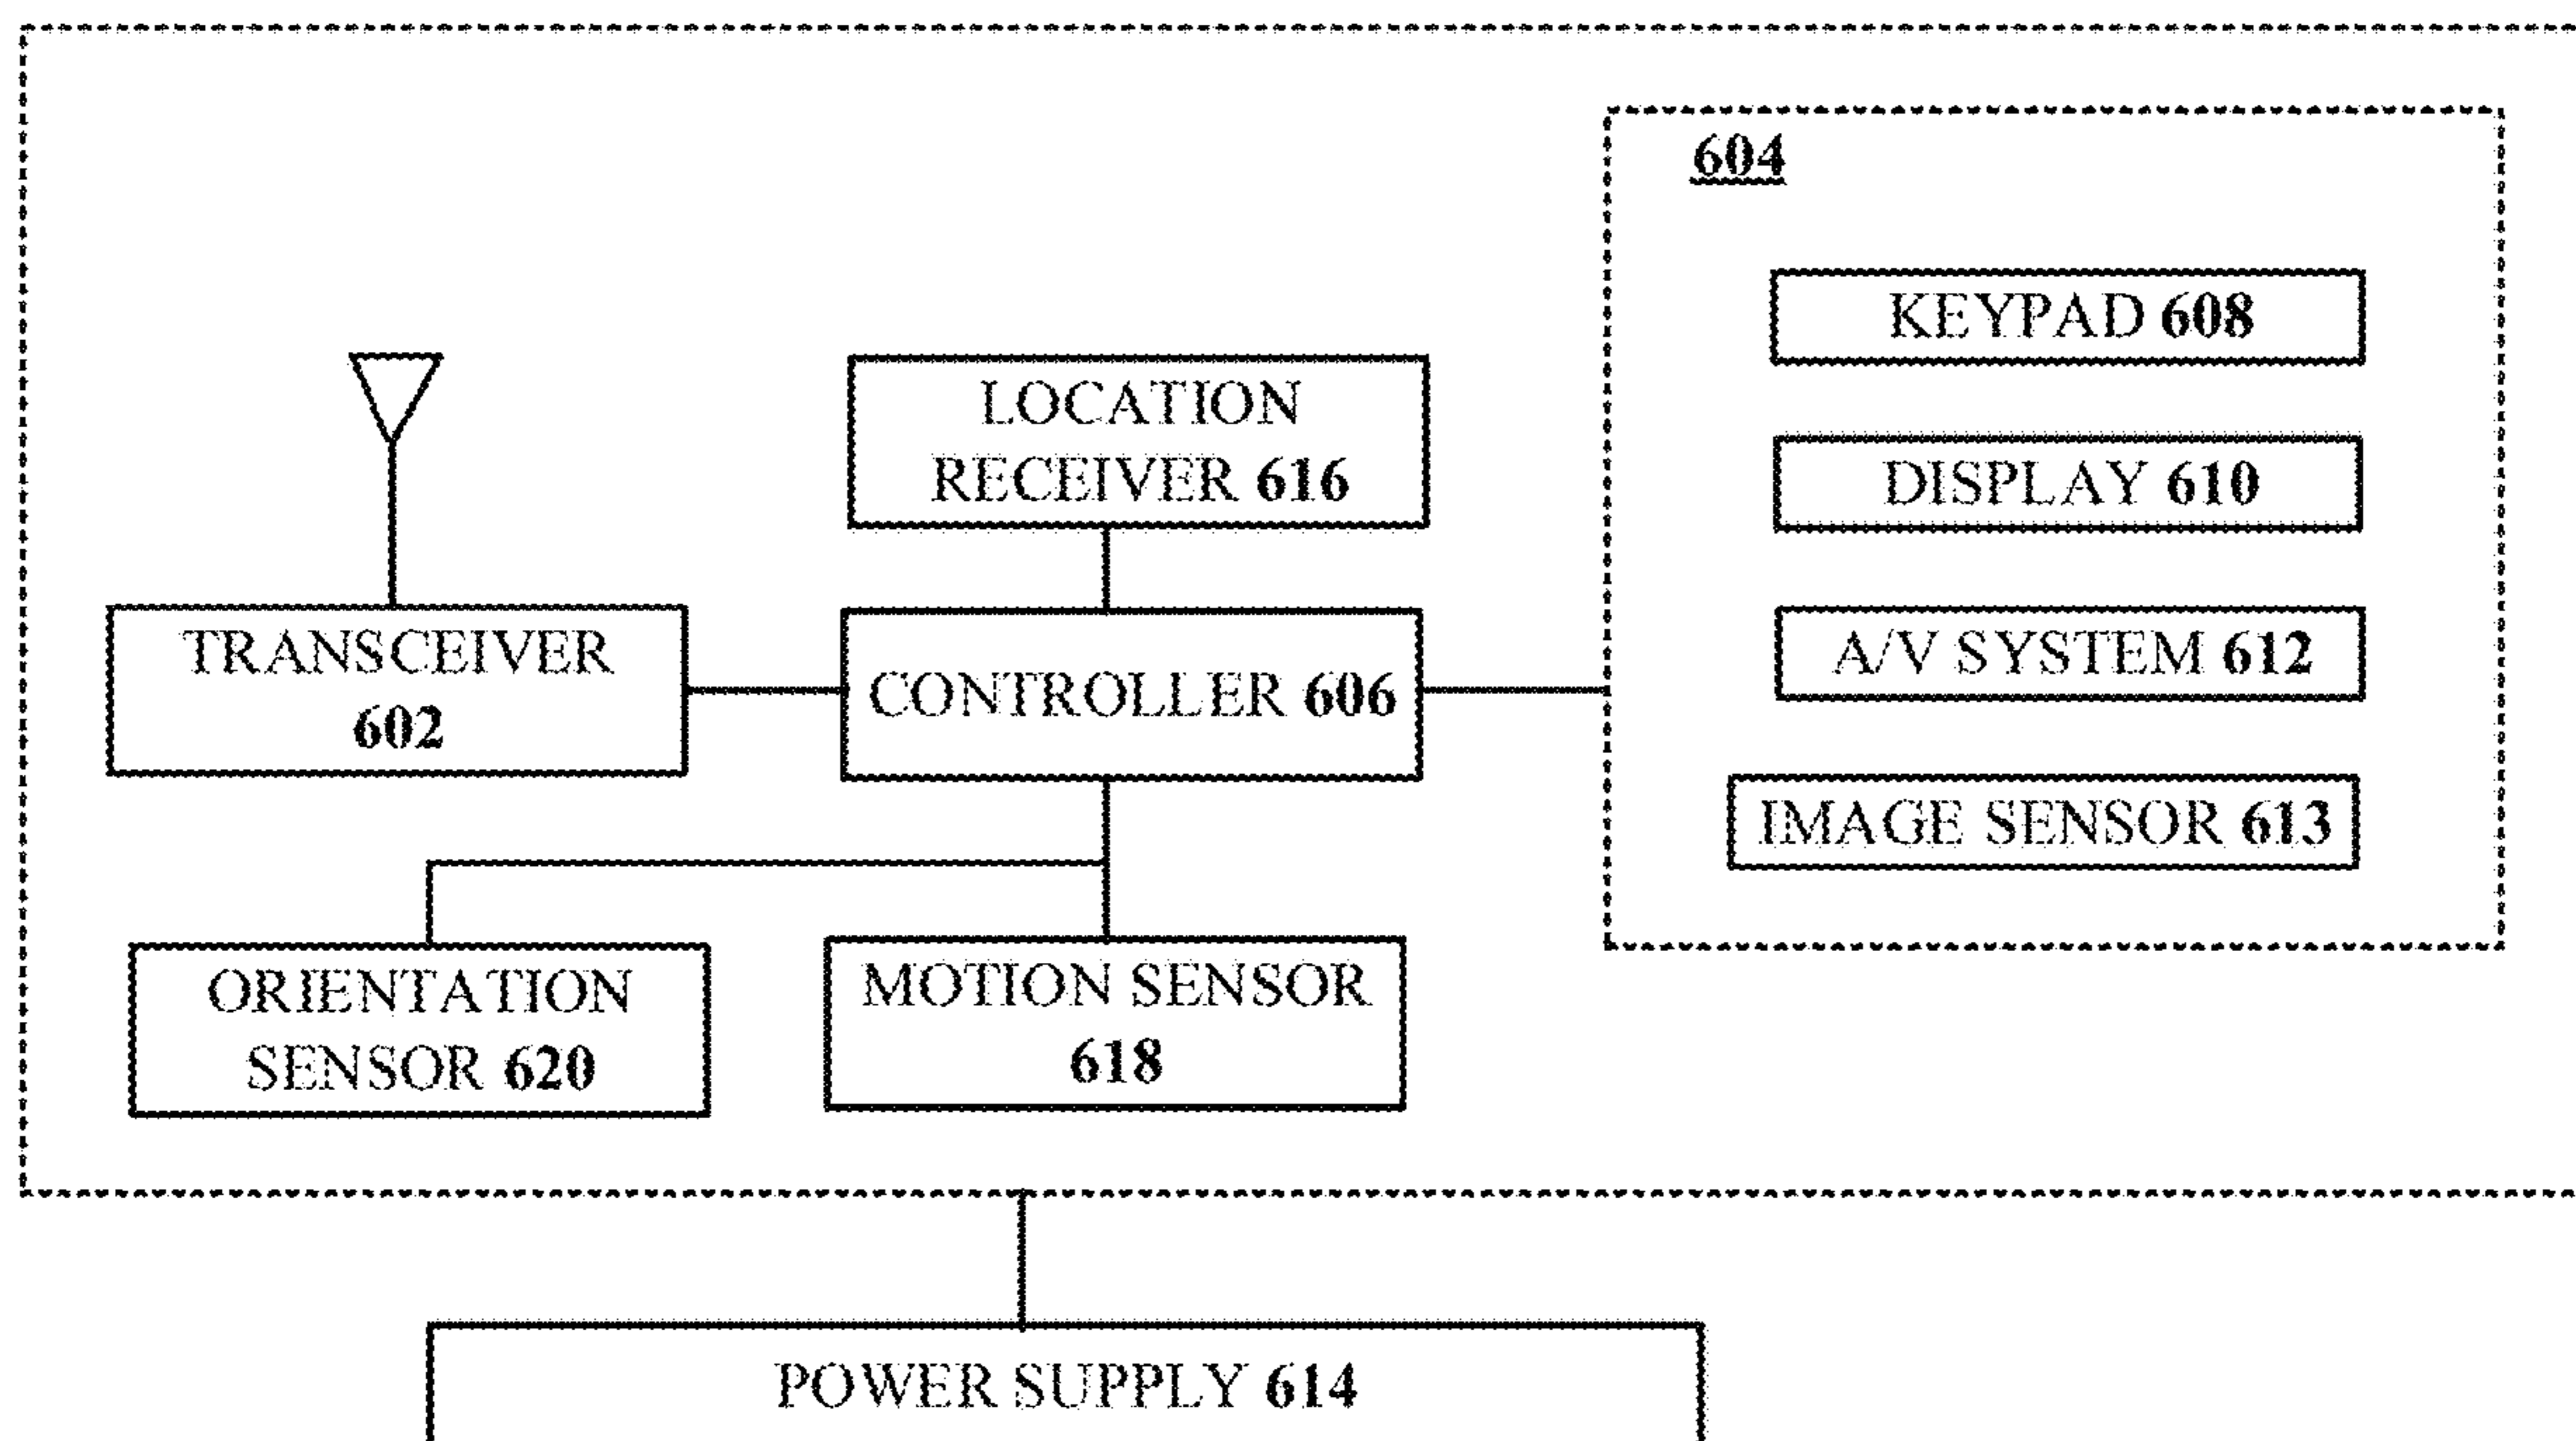 604
KEYPAD 608
LOCATION
RECEIVER 616
DISPLAY 610
TRANSCEIVER
602
CONTROLLER 606
A/V SYSTEM 612
IMAGE SENSOR 613
ORIENTATION
SENSOR 620
MOTION SENSOR
618
POWER SUPPLY 614